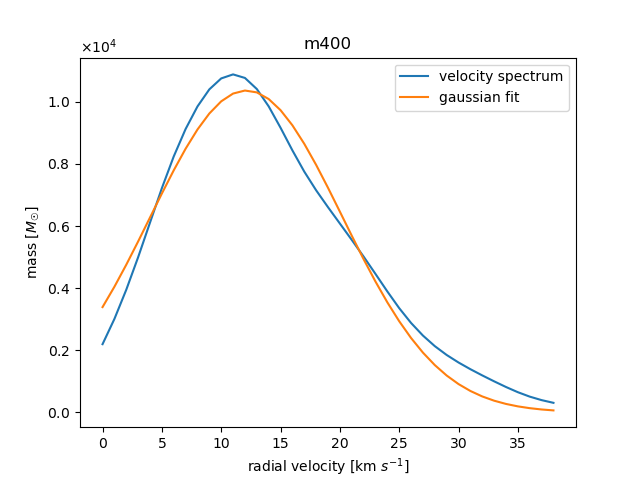 m400
×10⁴
velocity spectrum
gaussian fit
mass [M☉]
1.0
0.8
0.6
0.4
0.2
0.0
0 5 10 15 20 25 30 35
radial velocity [km s⁻¹]